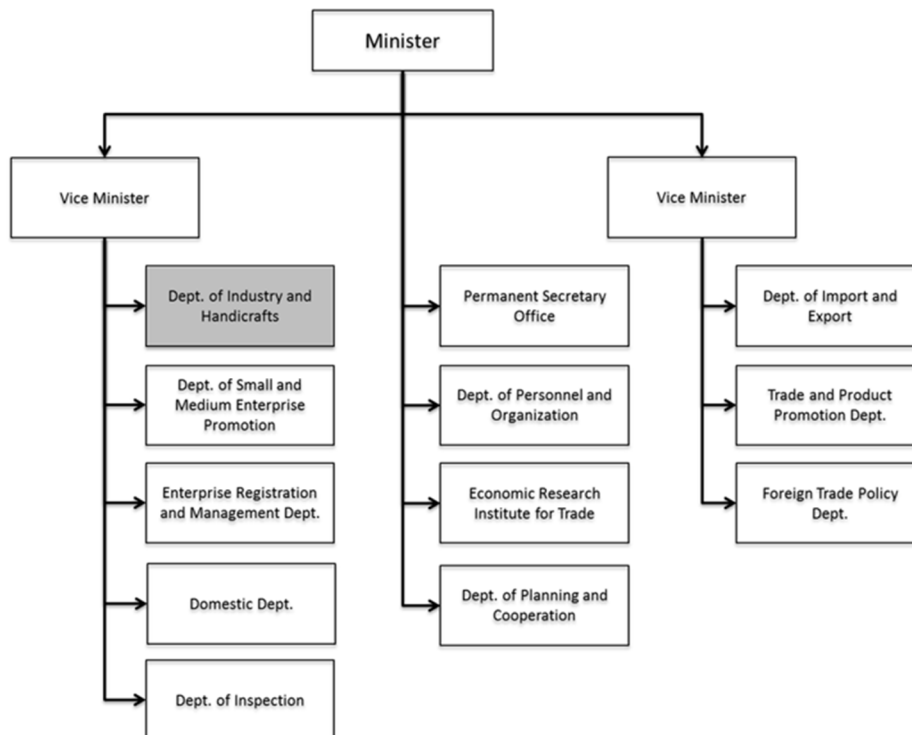 Minister
Vice Minister
Vice Minister
Dept. of Industry and
Handicrafts
Dept. of Small and
Medium Enterprise
Promotion
Enterprise Registration
and Management Dept.
Domestic Dept.
Dept. of Inspection
Permanent Secretary
Office
Dept. of Personnel and
Organization
Economic Research
Institute for Trade
Dept. of Planning and
Cooperation
Dept. of Import and
Export
Trade and Product
Promotion Dept.
Foreign Trade Policy
Dept.